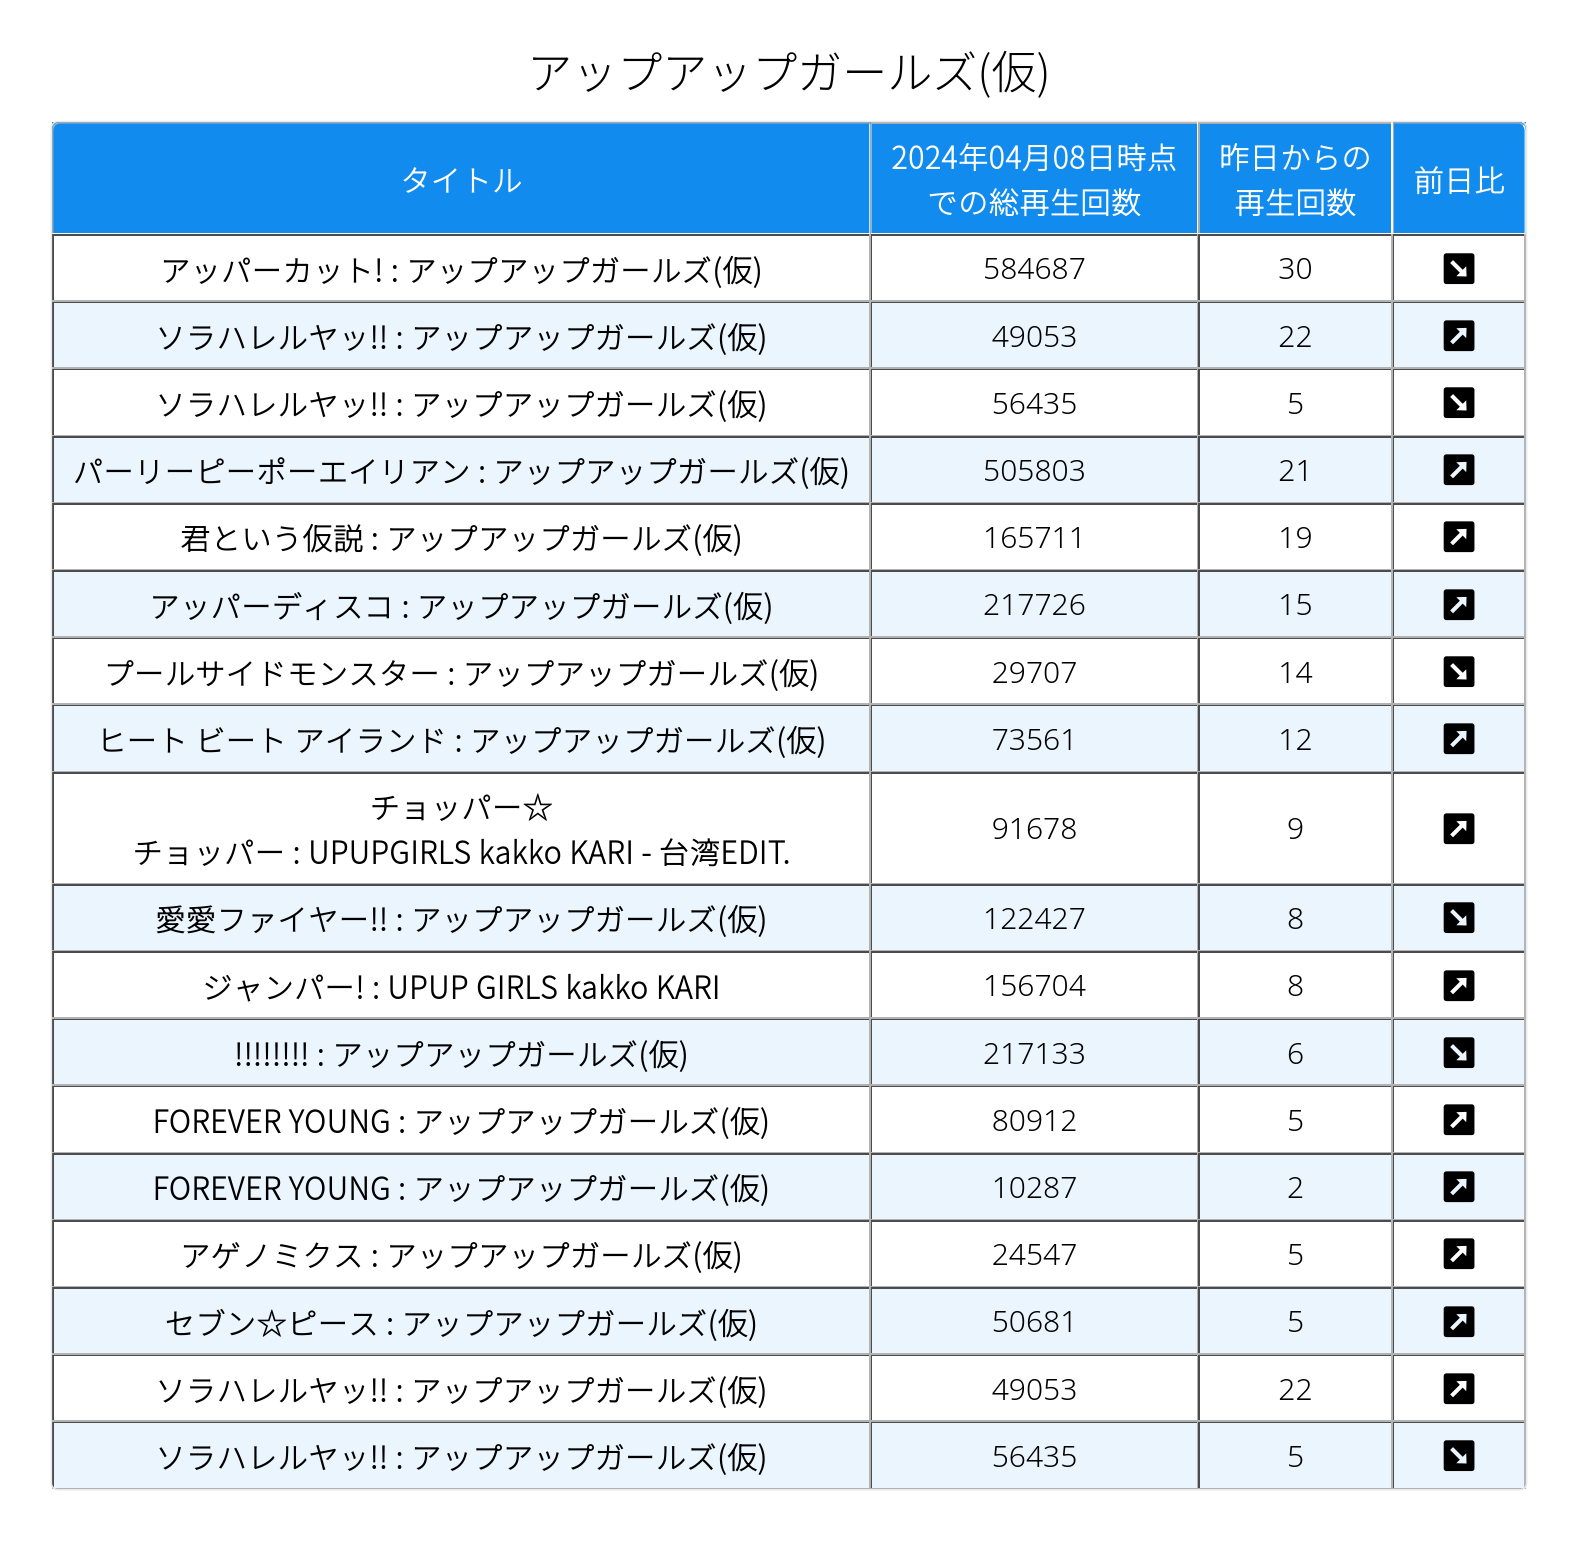 アップアップガールズ(仮)
タイトル 2024年04月08日時点での総再生回数 昨日からの再生回数 前日比
アッパーカット! : アップアップガールズ(仮) 584687 30 ↘
ソラハレルヤッ!! : アップアップガールズ(仮) 49053 22 ↗
ソラハレルヤッ!! : アップアップガールズ(仮) 56435 5 ↘
パーリーピーポーエイリアン : アップアップガールズ(仮) 505803 21 ↗
君という仮説 : アップアップガールズ(仮) 165711 19 ↗
アッパーディスコ : アップアップガールズ(仮) 217726 15 ↗
プールサイドモンスター : アップアップガールズ(仮) 29707 14 ↘
ヒート ビート アイランド : アップアップガールズ(仮) 73561 12 ↗
チョッパー☆
チョッパー : UPUPGIRLS kakko KARI - 台湾EDIT. 91678 9 ↗
愛愛ファイヤー!! : アップアップガールズ(仮) 122427 8 ↘
ジャンパー! : UPUP GIRLS kakko KARI 156704 8 ↗
!!!!!!!! : アップアップガールズ(仮) 217133 6 ↘
FOREVER YOUNG : アップアップガールズ(仮) 80912 5 ↗
FOREVER YOUNG : アップアップガールズ(仮) 10287 2 ↗
アゲノミクス : アップアップガールズ(仮) 24547 5 ↗
セブン☆ピース : アップアップガールズ(仮) 50681 5 ↗
ソラハレルヤッ!! : アップアップガールズ(仮) 49053 22 ↗
ソラハレルヤッ!! : アップアップガールズ(仮) 56435 5 ↘